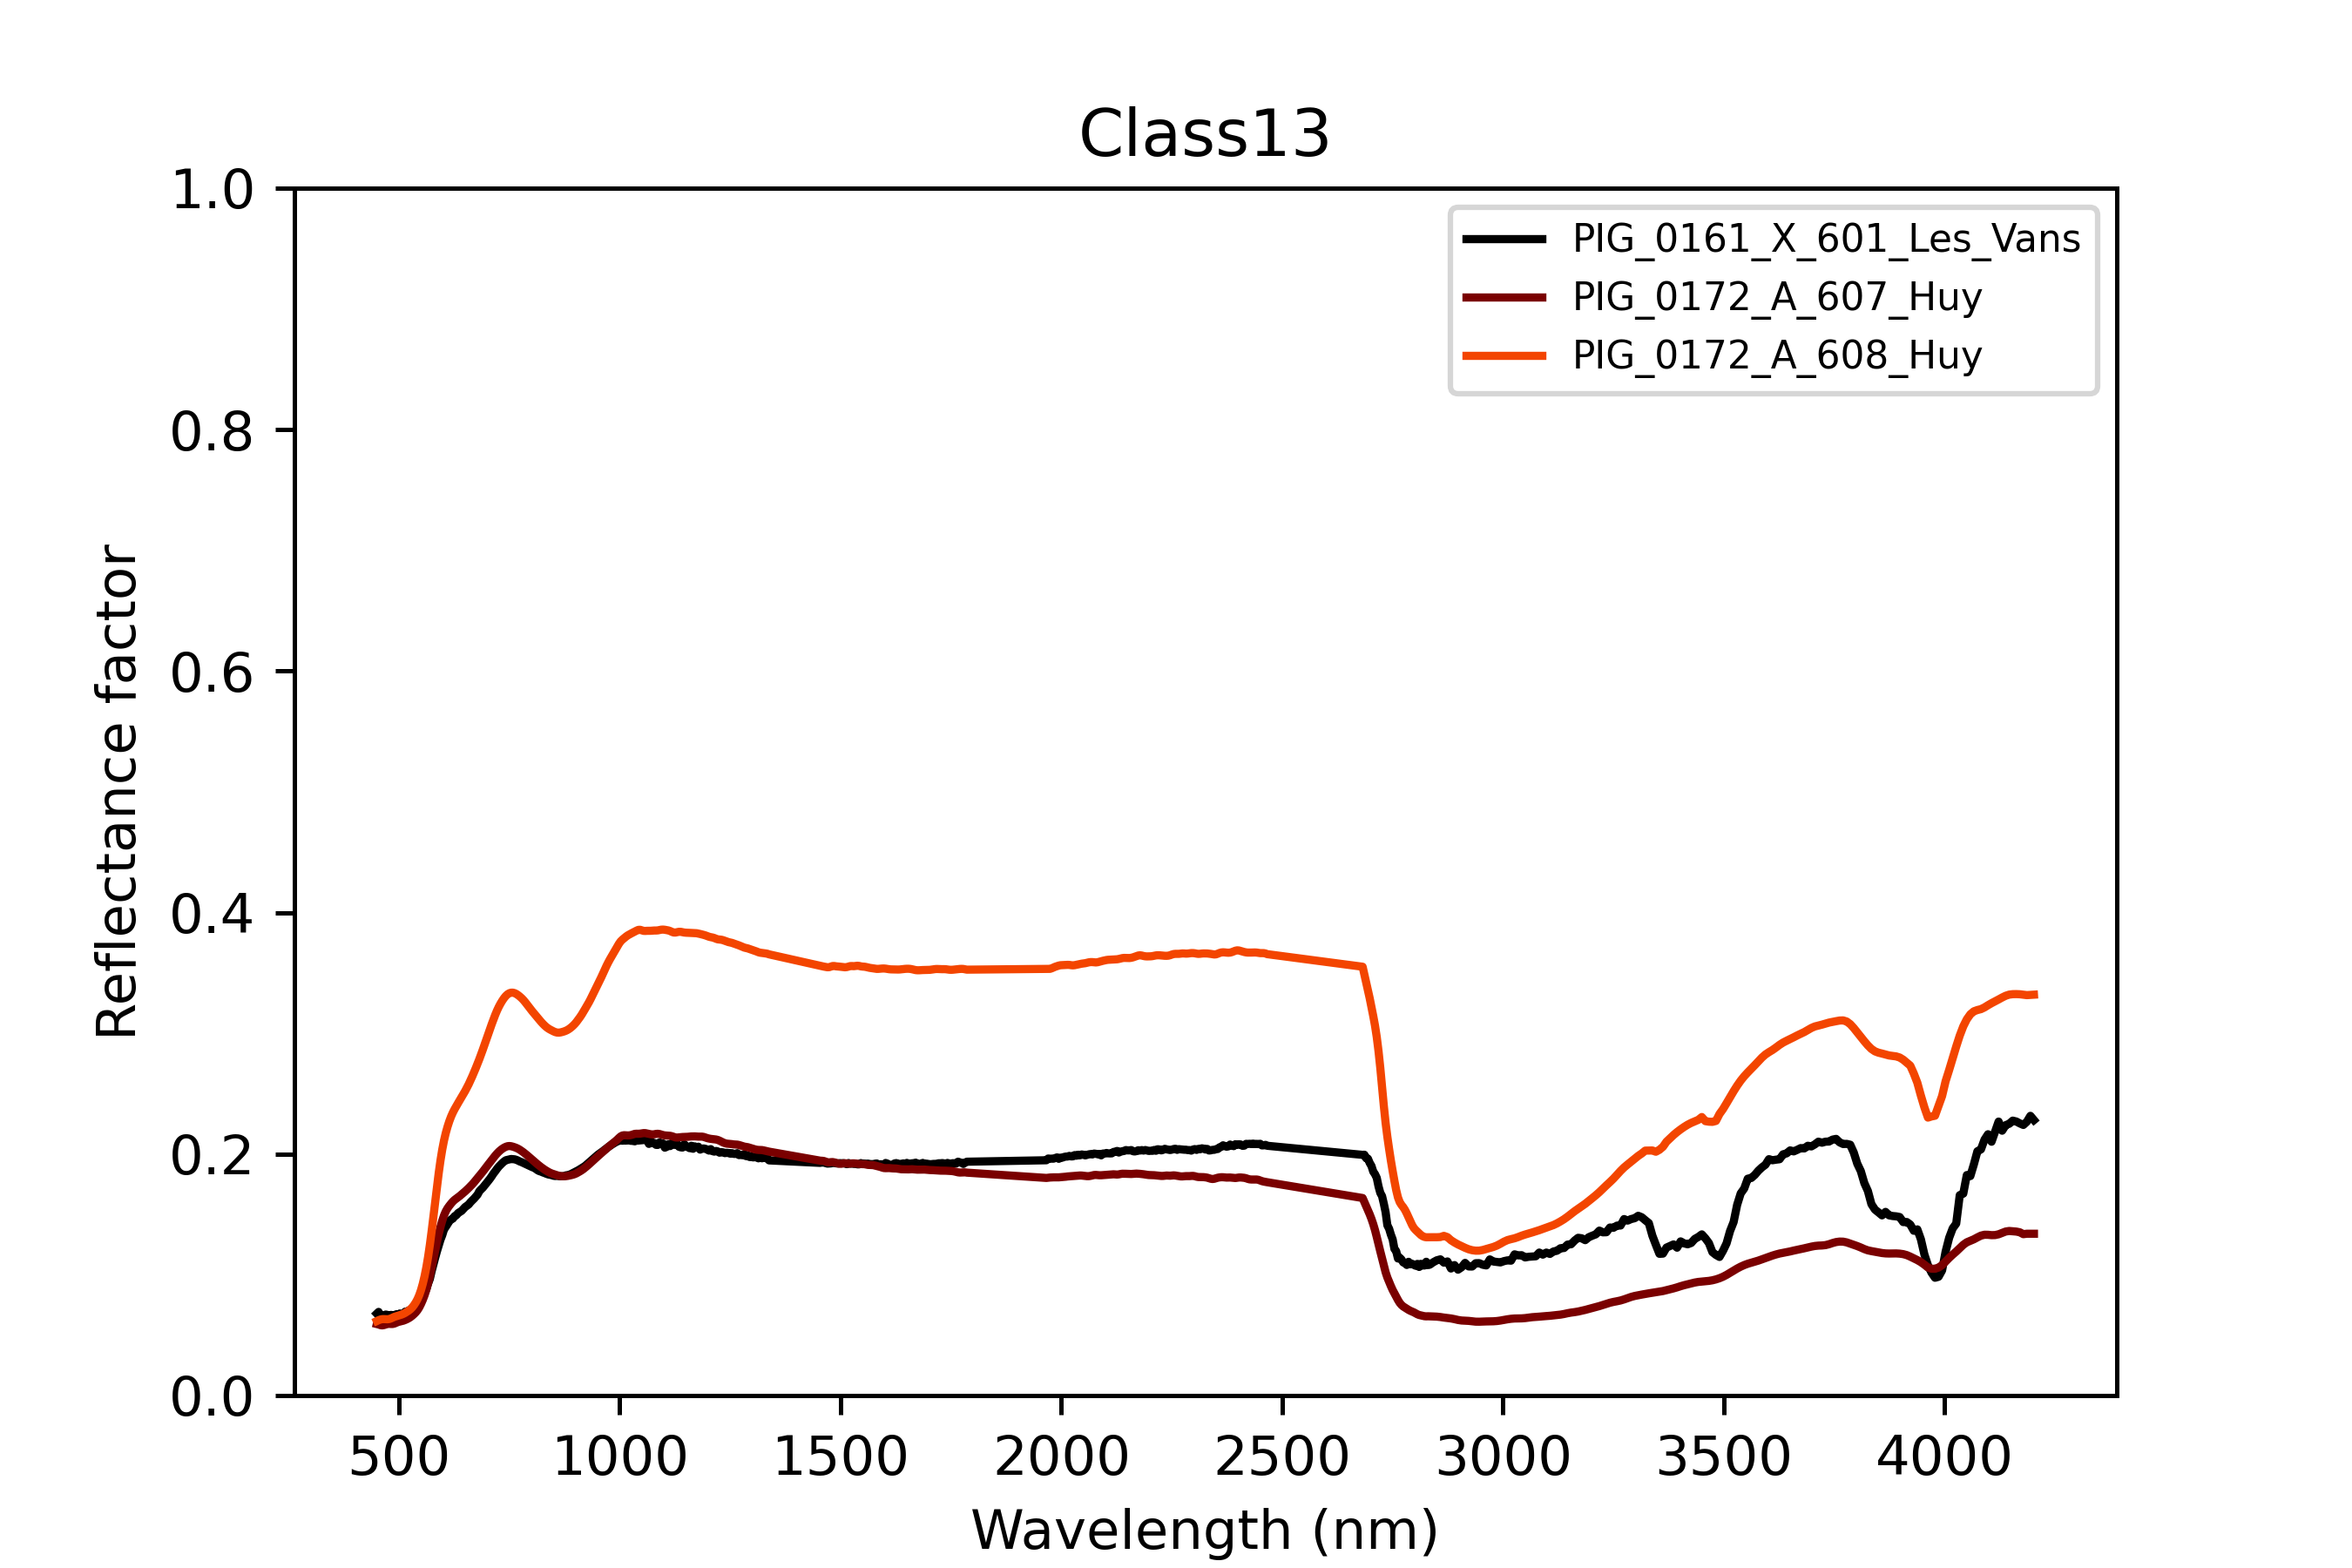 Class13
1.0
0.8
0.6
0.4
0.2
0.0
Reflectance factor
PIG_0161_X_601_Les_Vans
PIG_0172_A_607_Huy
PIG_0172_A_608_Huy
500 1000 1500 2000 2500 3000 3500 4000
Wavelength (nm)